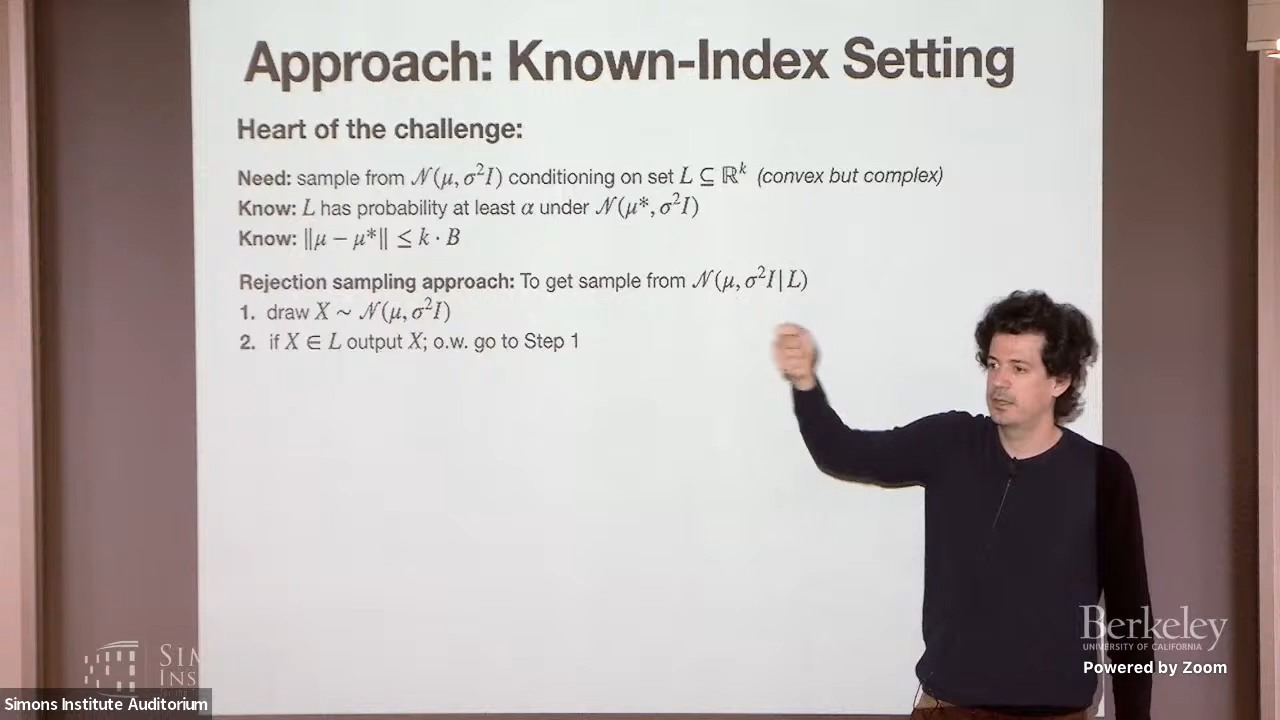 Approach: Known-Index Setting
Heart of the challenge:
Need: sample from 𝒩(μ, σ²I) conditioning on set L ⊆ ℝᵏ (convex but complex)
Know: L has probability at least α under 𝒩(μ*, σ²I)
Know: ‖μ − μ*‖ ≤ k · B
Rejection sampling approach: To get sample from 𝒩(μ, σ²I|L)
1. draw X ~ 𝒩(μ, σ²I)
2. if X ∈ L output X; o.w. go to Step 1
Berkeley
UNIVERSITY OF CALIFORNIA
Powered by Zoom
SIM
INS
Simons Institute Auditorium